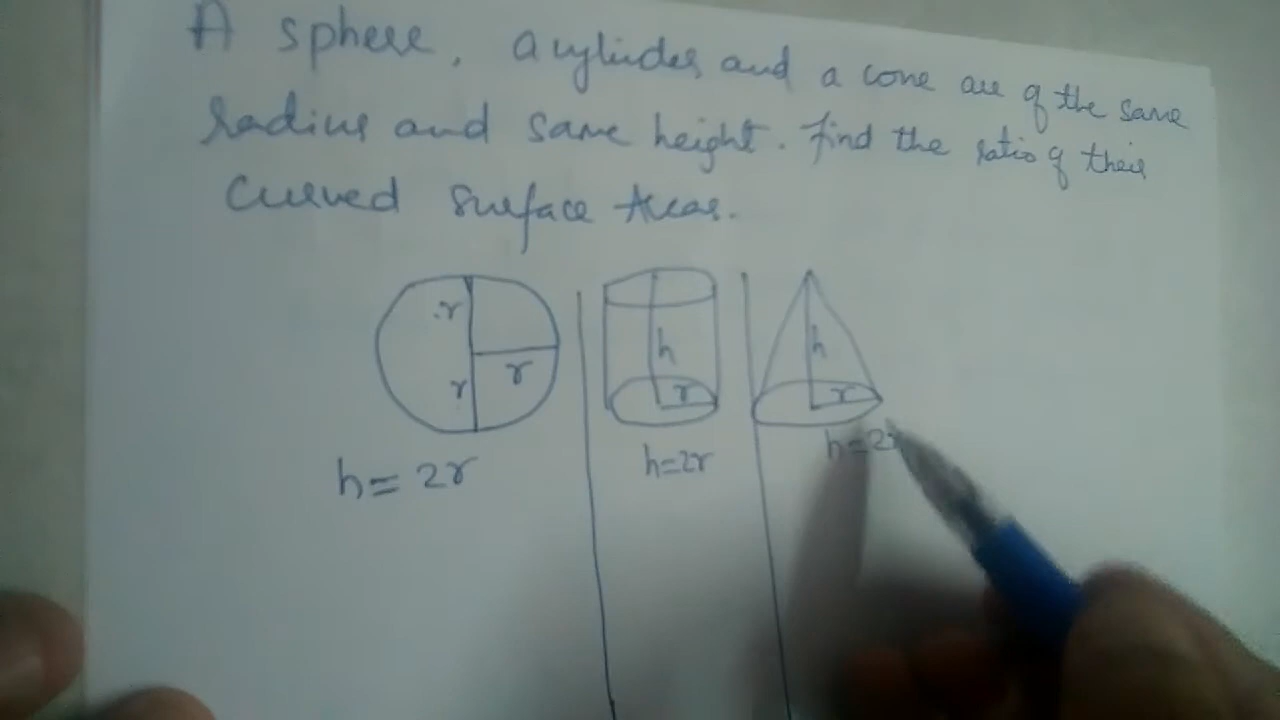 A sphere, a cylinder and a cone are of the same
radius and same height. find the ratio of their
Curved surface Areas.
r
r
r
h
r
h
r
h = 2r
h=2r
h=2r